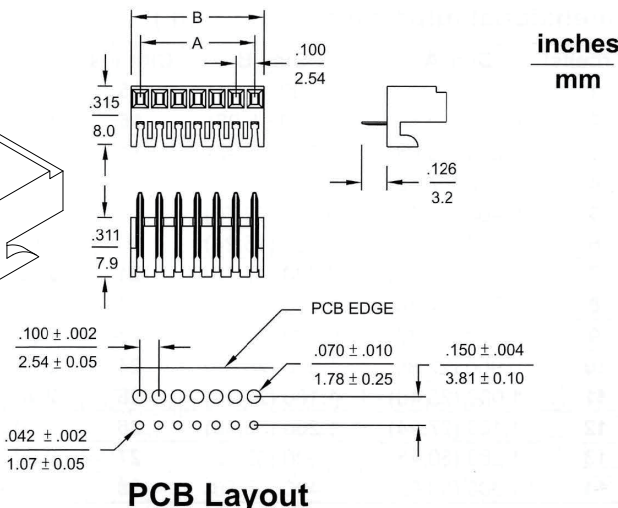 B
A
.100
2.54
inches
mm
.315
8.0
.126
3.2
.311
7.9
PCB EDGE
.100 ± .002
2.54 ± 0.05
.070 ± .010
1.78 ± 0.25
.150 ± .004
3.81 ± 0.10
.042 ± .002
1.07 ± 0.05
PCB Layout